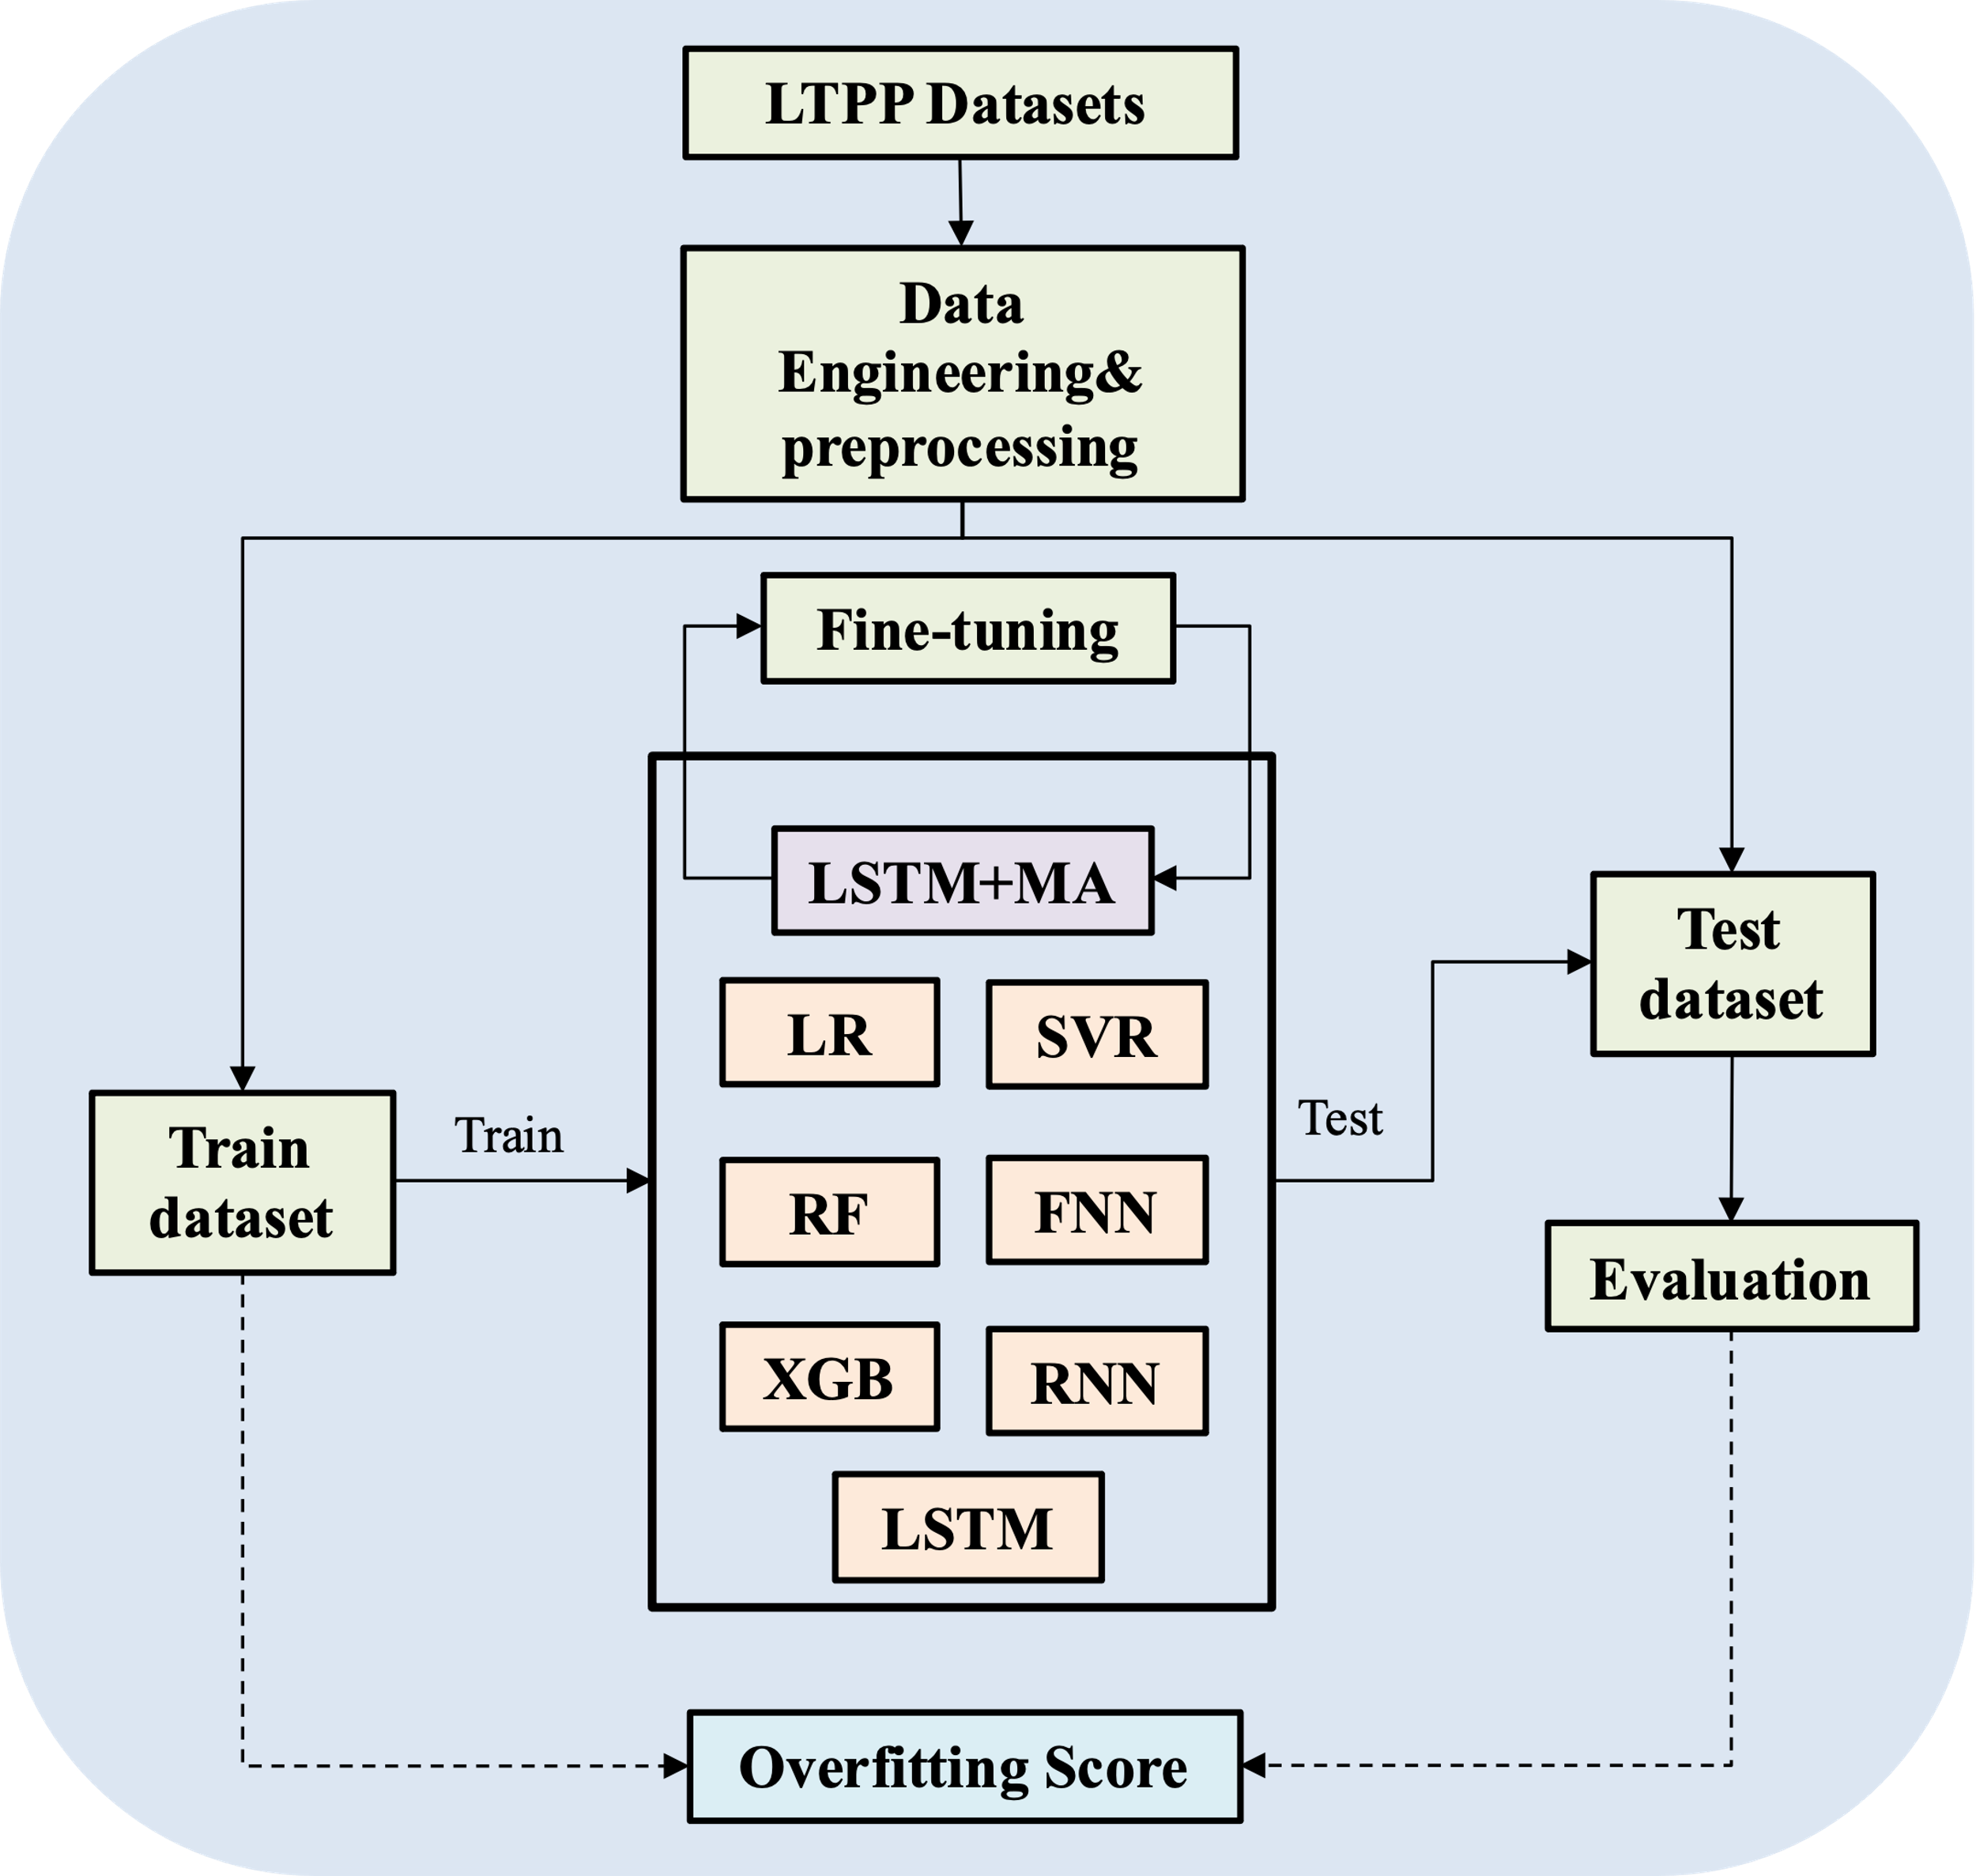 LTPP Datasets
Data
Engineering&
preprocessing
Fine-tuning
LSTM+MA
LR
SVR
RF
FNN
XGB
RNN
LSTM
Train
dataset
Train
Test
Test
dataset
Evaluation
Overfitting Score